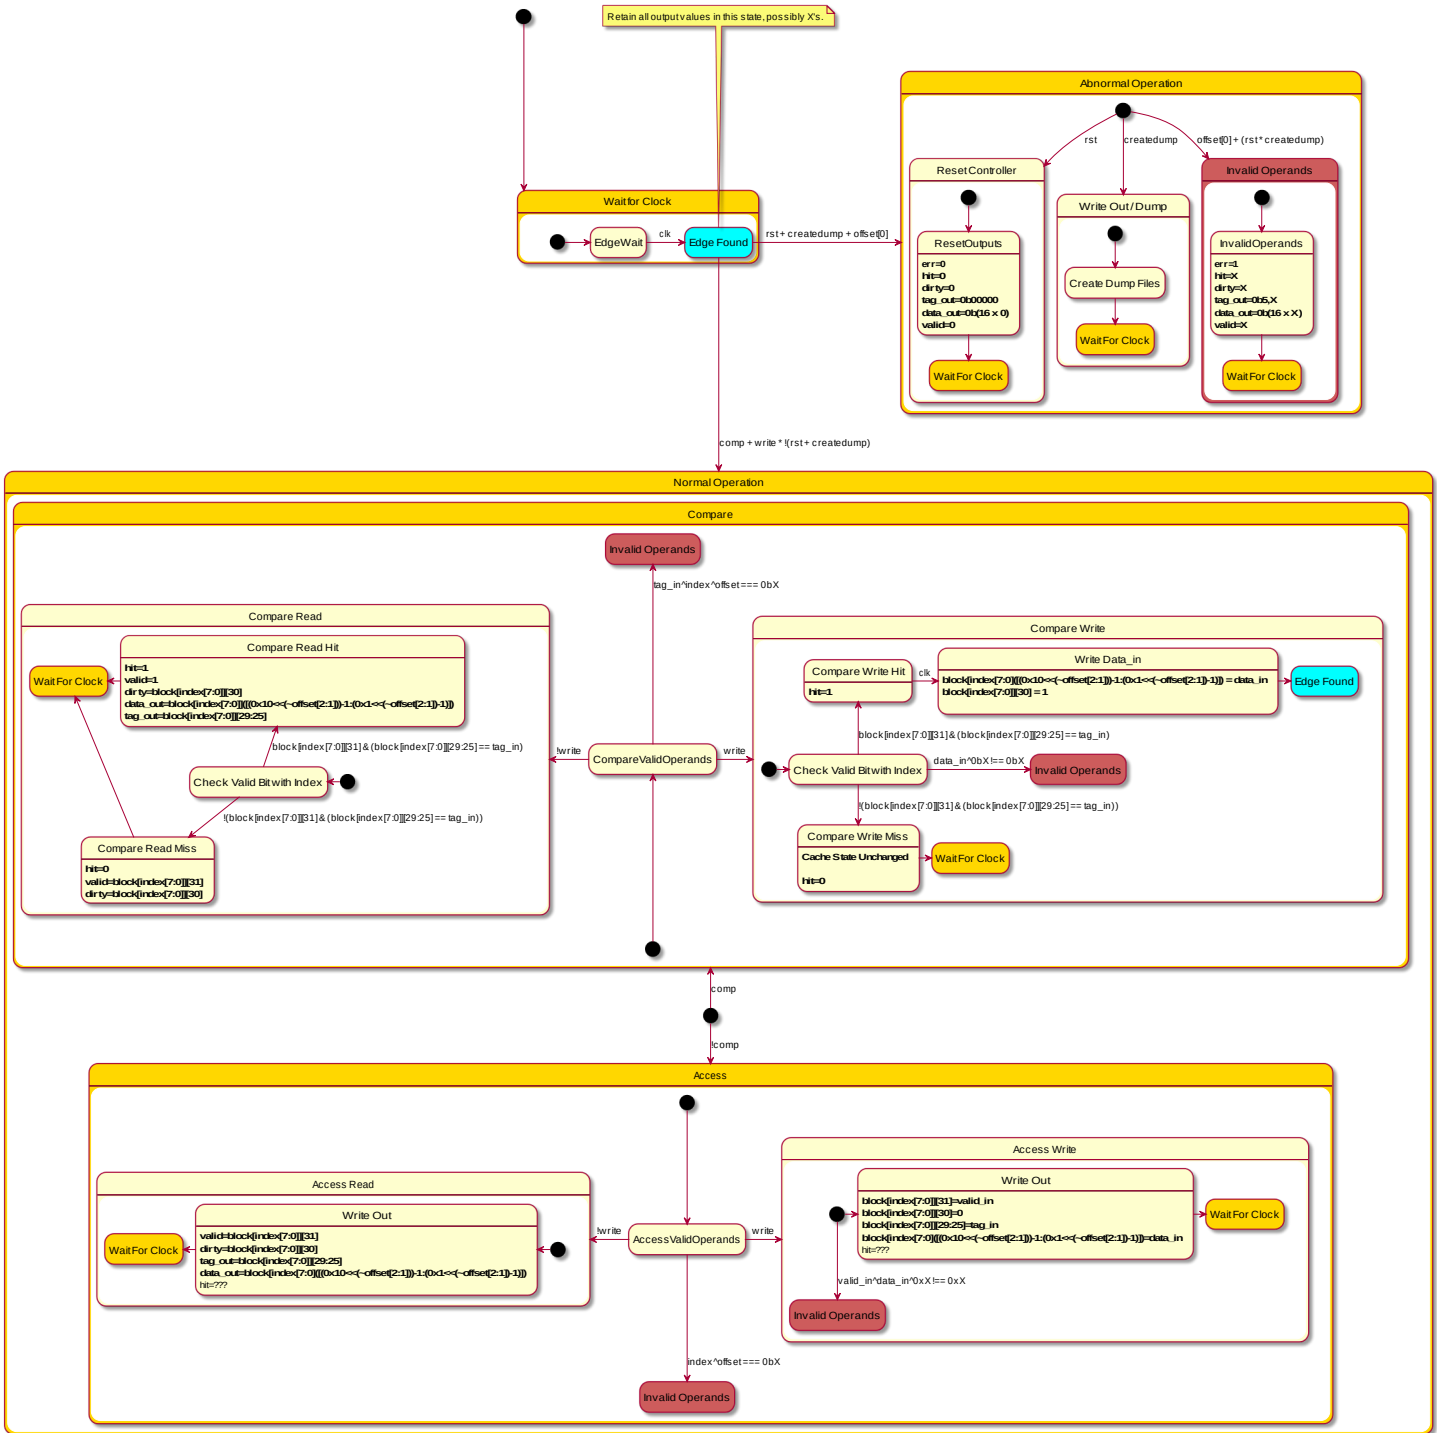 Retain all output values in this state, possibly X's.
Abnormal Operation
rst
createdump
offset[0] + (rst * createdump)
Reset Controller
ResetOutputs
err=0
hit=0
dirty=0
tag_out=0b00000
data_out=0b(16 x 0)
valid=0
Wait For Clock
Write Out / Dump
Create Dump Files
Wait For Clock
Invalid Operands
InvalidOperands
err=1
hit=X
dirty=X
tag_out=0b5,X
data_out=0b(16 x X)
valid=X
Wait For Clock
Wait for Clock
EdgeWait
clk
Edge Found
rst + createdump + offset[0]
comp + write * !(rst + createdump)
Normal Operation
Compare
Invalid Operands
tag_in^index^offset === 0bX
Compare Read
Compare Read Hit
hit=1
valid=1
dirty=block[index[7:0]][30]
data_out=block[index[7:0]]([(0x10<<(~offset[2:1]))-1:(0x1<<(~offset[2:1])-1)])
tag_out=block[index[7:0]][29:25]
Wait For Clock
block[index[7:0]][31] & (block[index[7:0]][29:25] == tag_in)
Check Valid Bit with Index
!(block[index[7:0]][31] & (block[index[7:0]][29:25] == tag_in))
Compare Read Miss
hit=0
valid=block[index[7:0]][31]
dirty=block[index[7:0]][30]
!write
CompareValidOperands
write
Compare Write
Compare Write Hit
hit=1
clk
Write Data_in
block[index[7:0]([(0x10<<(~offset[2:1]))-1:(0x1<<(~offset[2:1])-1)]) = data_in
block[index[7:0]][30] = 1
Edge Found
block[index[7:0]][31] & (block[index[7:0]][29:25] == tag_in)
Check Valid Bit with Index
data_in^0bX !== 0bX
Invalid Operands
!(block[index[7:0]][31] & (block[index[7:0]][29:25] == tag_in))
Compare Write Miss
Cache State Unchanged
hit=0
Wait For Clock
comp
!comp
Access
Access Read
Write Out
valid=block[index[7:0]][31]
dirty=block[index[7:0]][30]
tag_out=block[index[7:0]][29:25]
data_out=block[index[7:0]([(0x10<<(~offset[2:1]))-1:(0x1<<(~offset[2:1])-1)])
hit=???
Wait For Clock
!write
AccessValidOperands
write
Access Write
Write Out
block[index[7:0]][31]=valid_in
block[index[7:0]][30]=0
block[index[7:0]][29:25]=tag_in
block[index[7:0]([(0x10<<(~offset[2:1]))-1:(0x1<<(~offset[2:1])-1)])=data_in
hit=???
Wait For Clock
valid_in^data_in^0xX !== 0xX
Invalid Operands
index^offset === 0bX
Invalid Operands